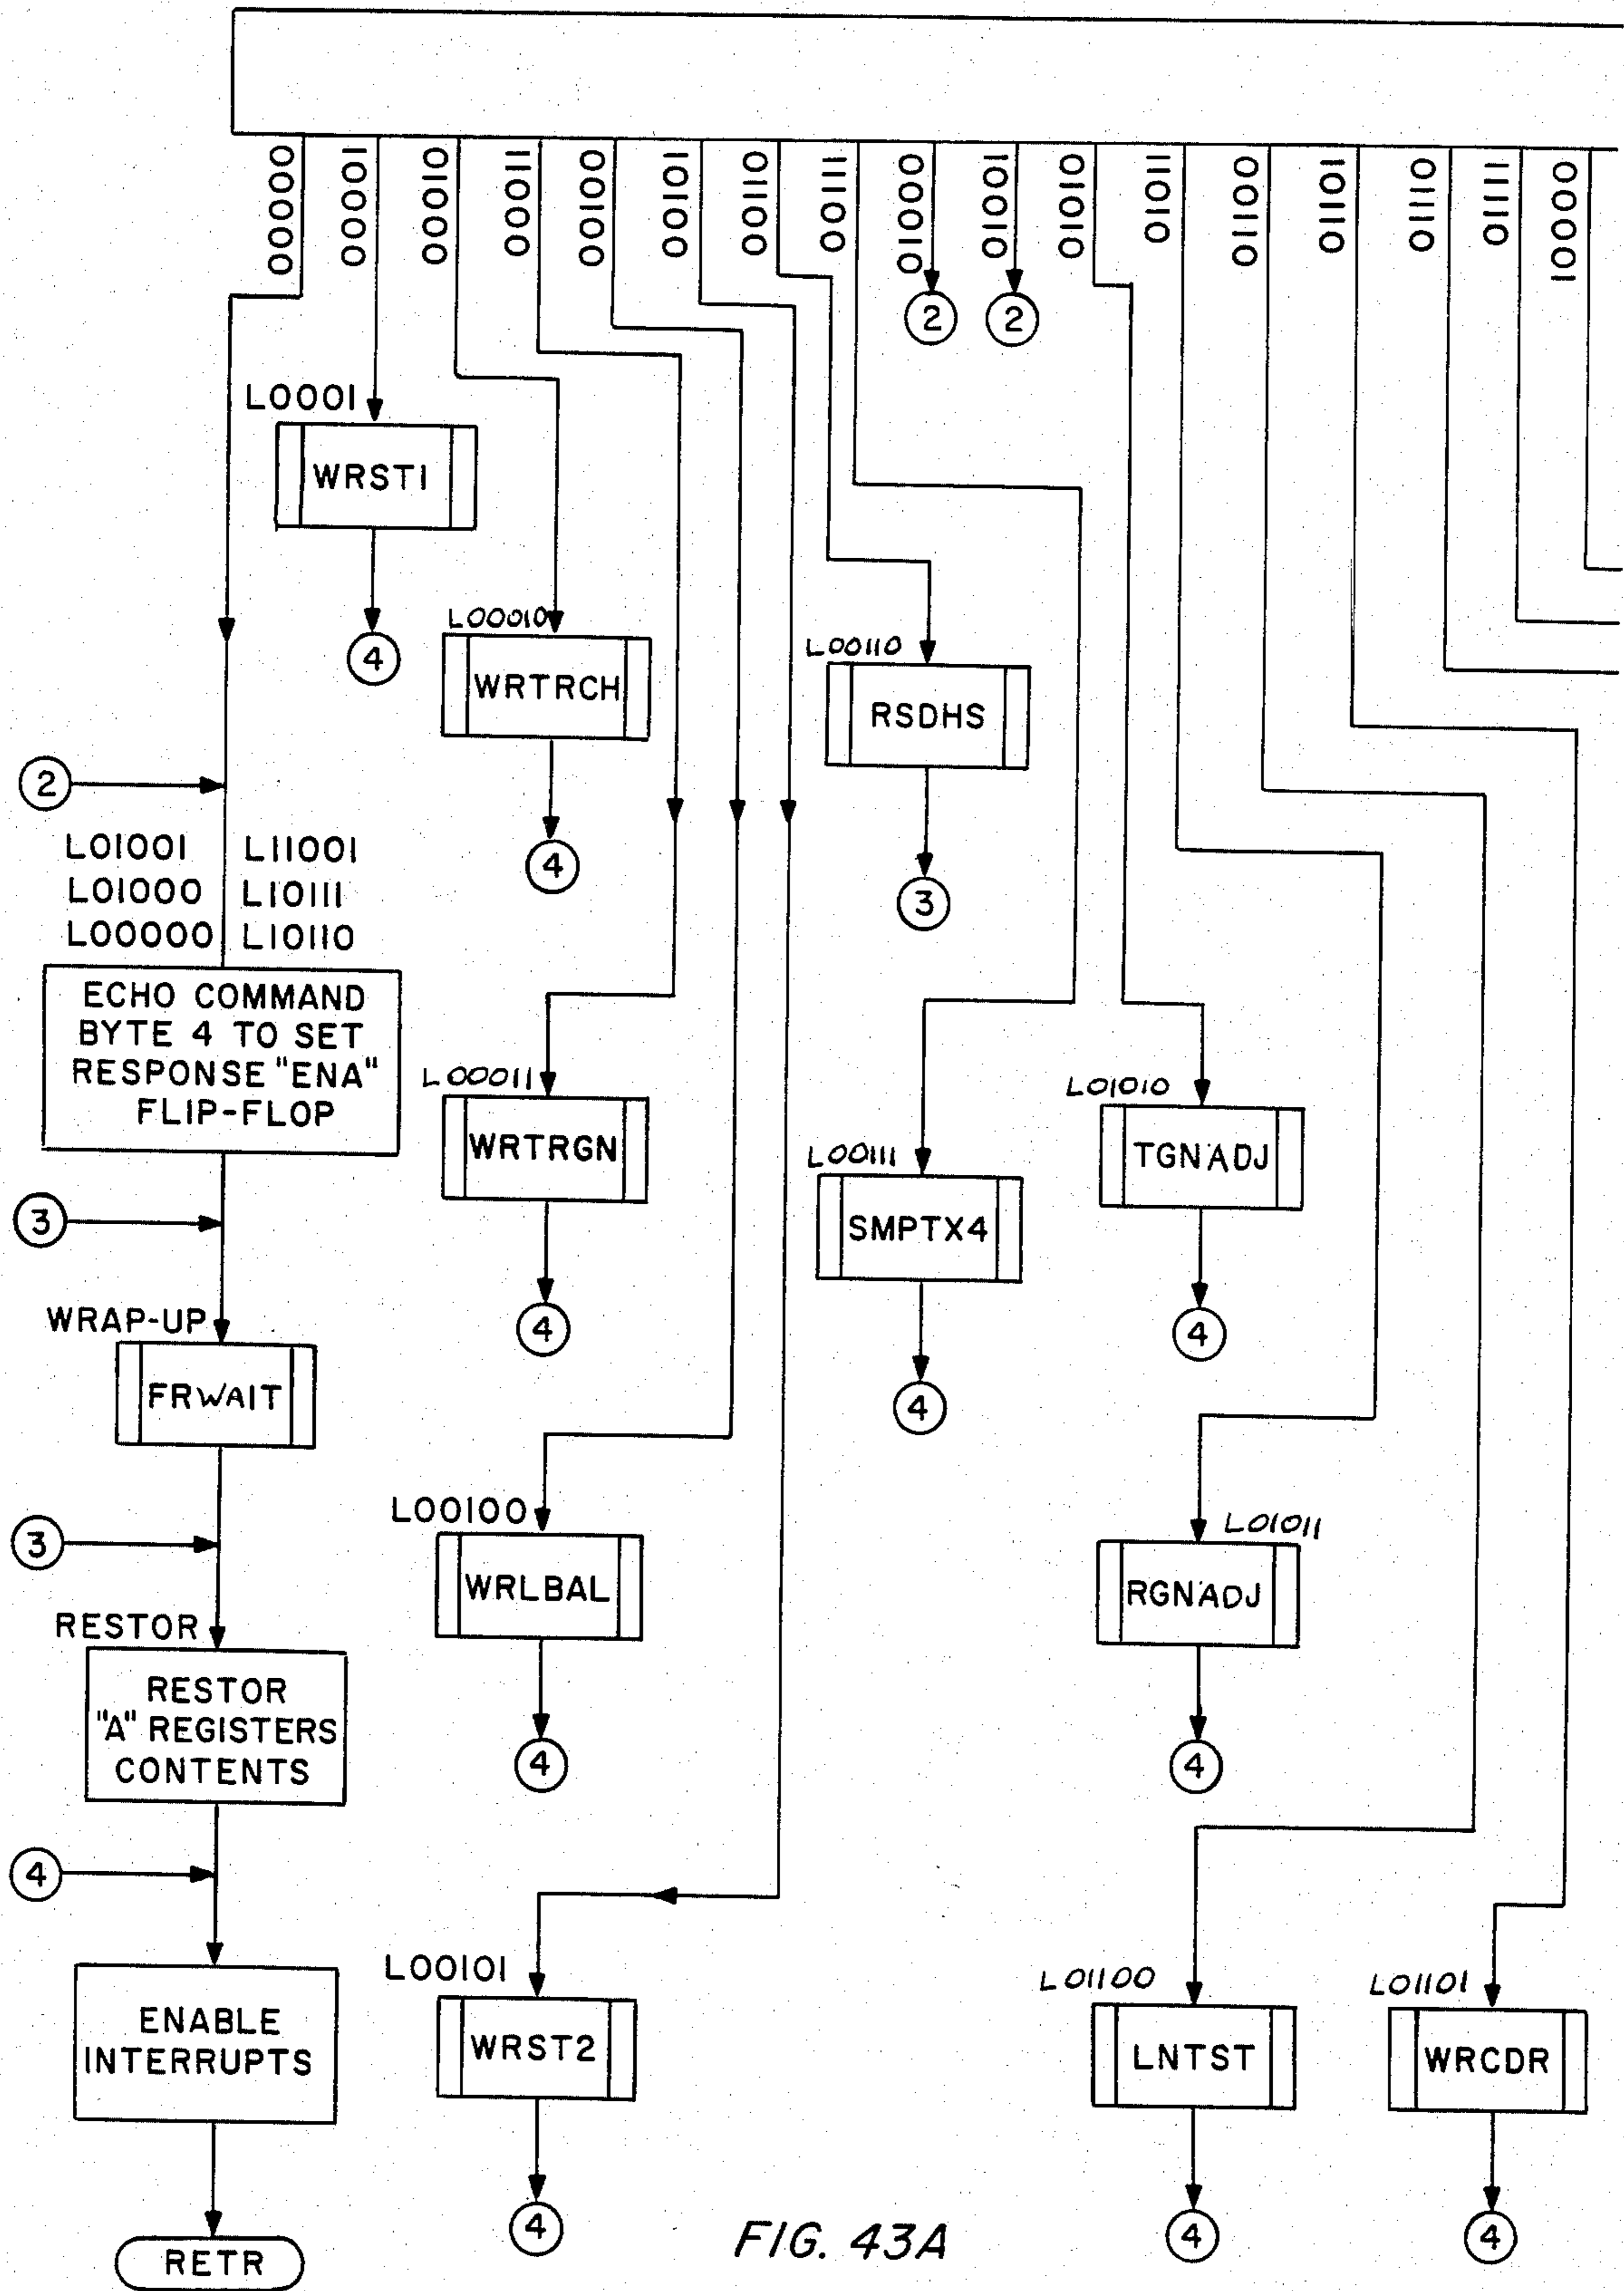 00000
00001
00010
00011
00100
00101
00110
00111
01000
01001
01010
01011
01100
01101
01110
01111
10000
2
2
L0001
WRST1
4
L00010
WRTRCH
4
L00110
RSDHS
3
2
L01001 L11001
L01000 L10111
L00000 L10110
ECHO COMMAND
BYTE 4 TO SET
RESPONSE "ENA"
FLIP-FLOP
L00011
WRTRGN
4
L00111
SMPTX4
4
L01010
TGNADJ
4
3
WRAP-UP
FRWAIT
3
L00100
WRLBAL
4
L01011
RGNADJ
4
RESTOR
RESTOR
"A" REGISTERS
CONTENTS
4
ENABLE
INTERRUPTS
RETR
L00101
WRST2
4
L01100
LNTST
4
L01101
WRCDR
4
FIG. 43A